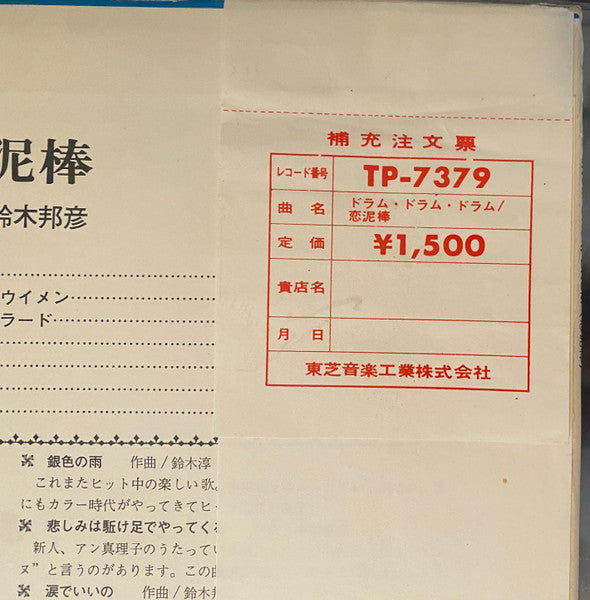 泥棒
鈴木邦彦
ウイメン
ラード
補充注文票
レコード番号 TP-7379
曲名 ドラム・ドラム・ドラム/
恋泥棒
定価 ¥1,500
貴店名
月日
東芝音楽工業株式会社
銀色の雨 作曲/鈴木淳
これまたヒット中の楽しい歌。
にもカラー時代がやってきてヒ
悲しみは駈け足でやってくる
新人、アン真理子のうたってい
ヌ”と言うのがあります。この曲
涙でいいの 作曲/鈴木邦